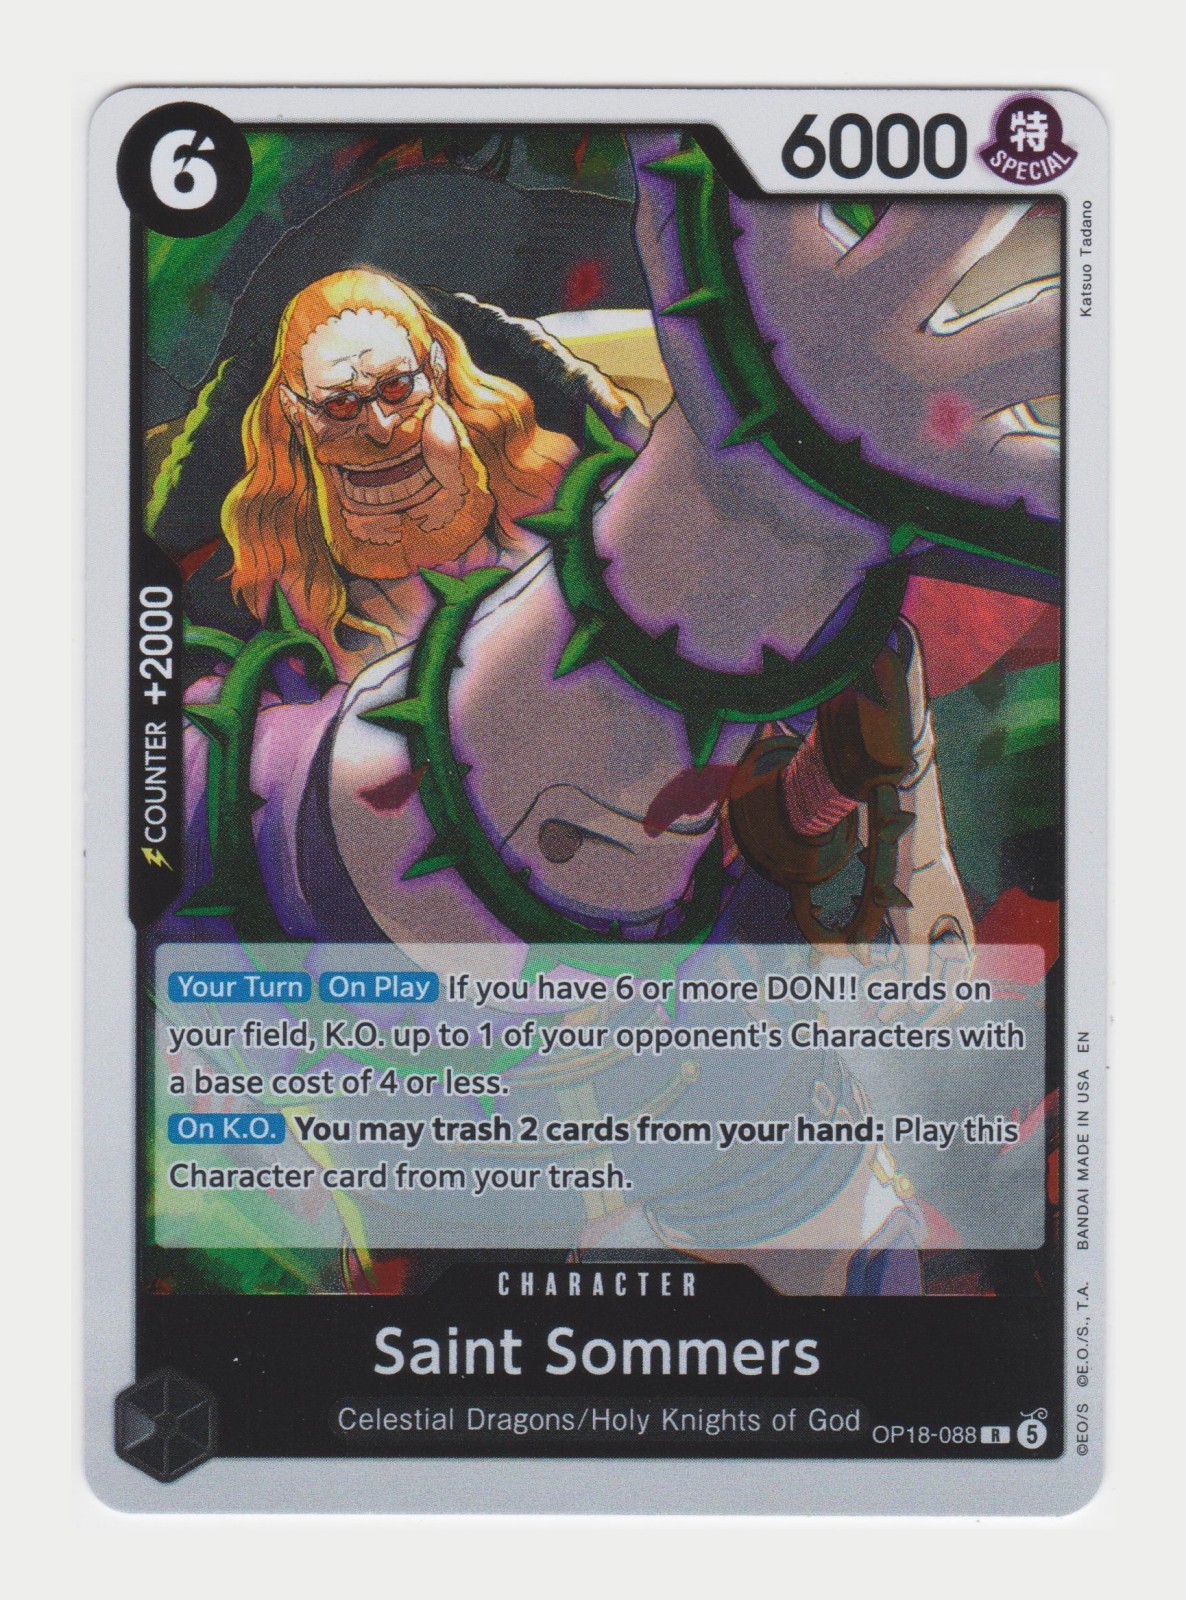 6
6000
特
SPECIAL
Katsuo Tadano
COUNTER +2000
Your Turn On Play If you have 6 or more DON!! cards on
your field, K.O. up to 1 of your opponent's Characters with
a base cost of 4 or less.
On K.O. You may trash 2 cards from your hand: Play this
Character card from your trash.
CHARACTER
Saint Sommers
Celestial Dragons/Holy Knights of God
OP18-088 R 5
©EO/S ©E.O./S., T.A. BANDAI MADE IN USA EN